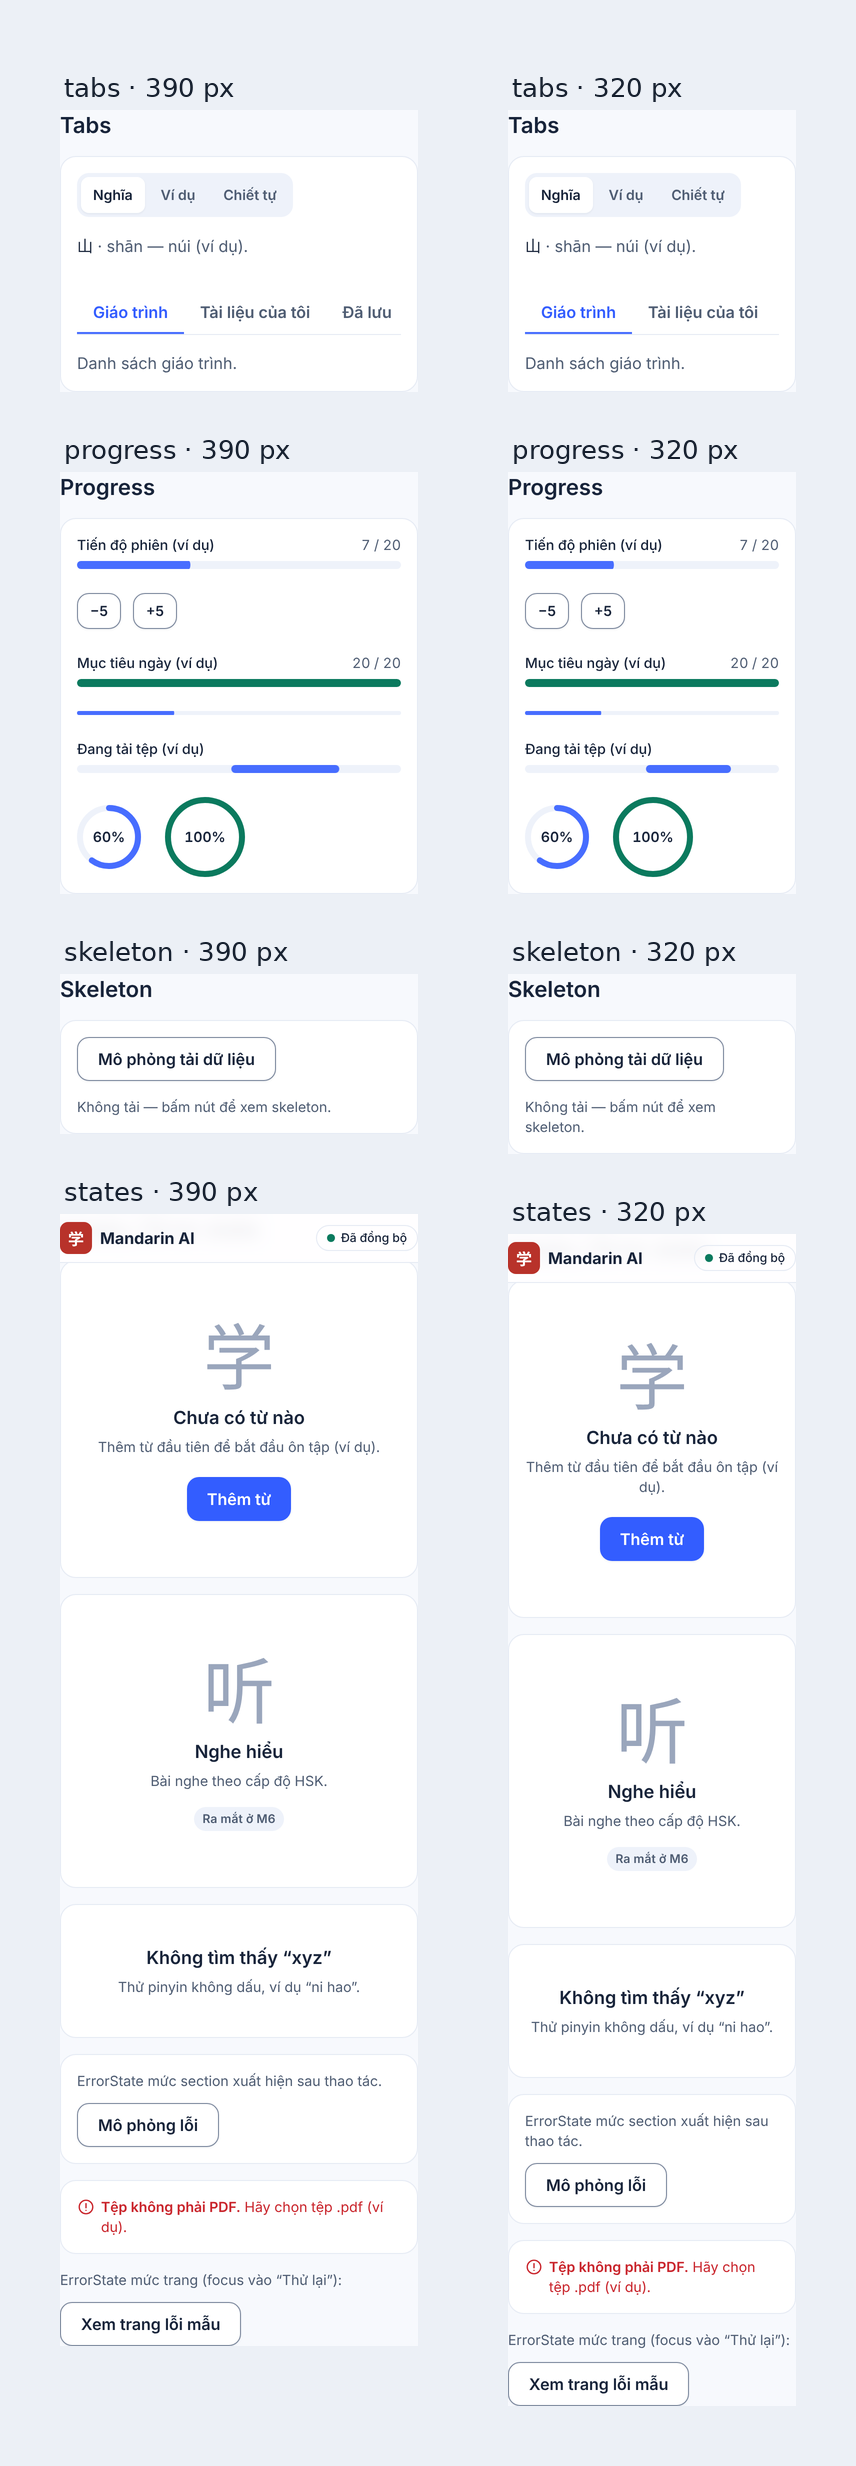 tabs · 390 px
Tabs
Nghĩa Ví dụ Chiết tự
山 · shān — núi (ví dụ).
Giáo trình Tài liệu của tôi Đã lưu
Danh sách giáo trình.
tabs · 320 px
Tabs
Nghĩa Ví dụ Chiết tự
山 · shān — núi (ví dụ).
Giáo trình Tài liệu của tôi
Danh sách giáo trình.
progress · 390 px
Progress
Tiến độ phiên (ví dụ) 7 / 20
−5 +5
Mục tiêu ngày (ví dụ) 20 / 20
Đang tải tệp (ví dụ)
60% 100%
progress · 320 px
Progress
Tiến độ phiên (ví dụ) 7 / 20
−5 +5
Mục tiêu ngày (ví dụ) 20 / 20
Đang tải tệp (ví dụ)
60% 100%
skeleton · 390 px
Skeleton
Mô phỏng tải dữ liệu
Không tải — bấm nút để xem skeleton.
skeleton · 320 px
Skeleton
Mô phỏng tải dữ liệu
Không tải — bấm nút để xem
skeleton.
states · 390 px
学 Mandarin AI Đã đồng bộ
学
Chưa có từ nào
Thêm từ đầu tiên để bắt đầu ôn tập (ví dụ).
Thêm từ
听
Nghe hiểu
Bài nghe theo cấp độ HSK.
Ra mắt ở M6
Không tìm thấy “xyz”
Thử pinyin không dấu, ví dụ “ni hao”.
ErrorState mức section xuất hiện sau thao tác.
Mô phỏng lỗi
Tệp không phải PDF. Hãy chọn tệp .pdf (ví
dụ).
ErrorState mức trang (focus vào “Thử lại”):
Xem trang lỗi mẫu
states · 320 px
学 Mandarin AI Đã đồng bộ
学
Chưa có từ nào
Thêm từ đầu tiên để bắt đầu ôn tập (ví
dụ).
Thêm từ
听
Nghe hiểu
Bài nghe theo cấp độ HSK.
Ra mắt ở M6
Không tìm thấy “xyz”
Thử pinyin không dấu, ví dụ “ni hao”.
ErrorState mức section xuất hiện sau
thao tác.
Mô phỏng lỗi
Tệp không phải PDF. Hãy chọn
tệp .pdf (ví dụ).
ErrorState mức trang (focus vào “Thử lại”):
Xem trang lỗi mẫu